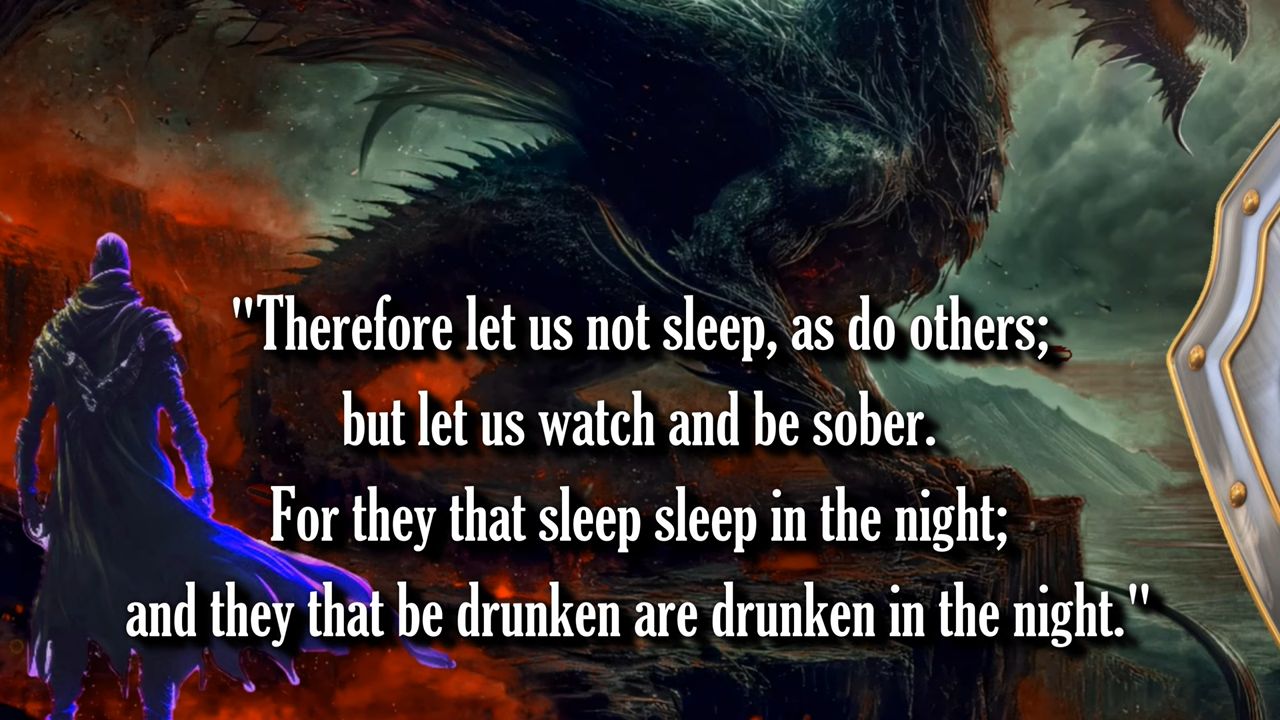 "Therefore let us not sleep, as do others;
but let us watch and be sober.
For they that sleep sleep in the night;
and they that be drunken are drunken in the night."